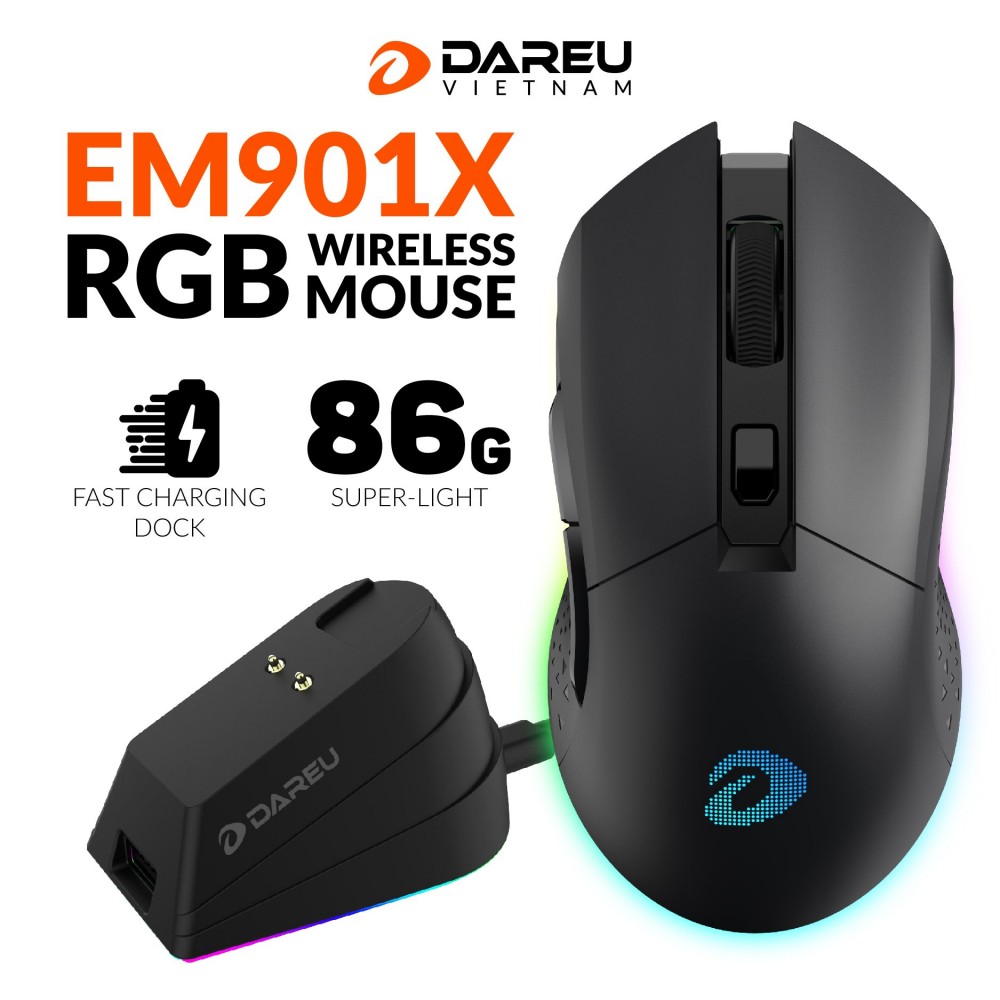 DAREU
VIETNAM
EM901X
RGB WIRELESS
MOUSE
FAST CHARGING
DOCK
86G
SUPER-LIGHT
DAREU